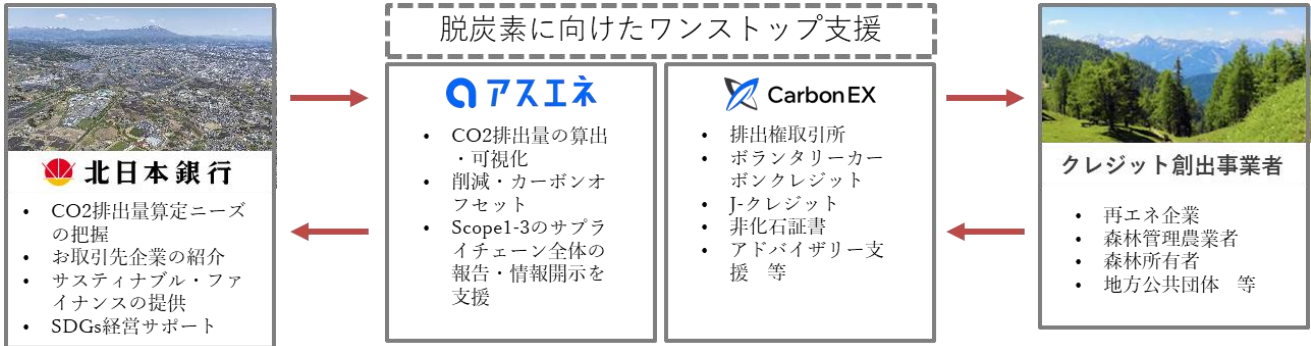 脱炭素に向けたワンストップ支援
北日本銀行
• CO2排出量算定ニーズ
の把握
• お取引先企業の紹介
• サスティナブル・ファ
イナンスの提供
• SDGs経営サポート
アスエネ
• CO2排出量の算出
・可視化
• 削減・カーボンオ
フセット
• Scope1-3のサプラ
イチェーン全体の
報告・情報開示を
支援
CarbonEX
• 排出権取引所
• ボランタリーカー
ボンクレジット
• J-クレジット
• 非化石証書
• アドバイザリー支
援 等
クレジット創出事業者
• 再エネ企業
• 森林管理農業者
• 森林所有者
• 地方公共団体 等